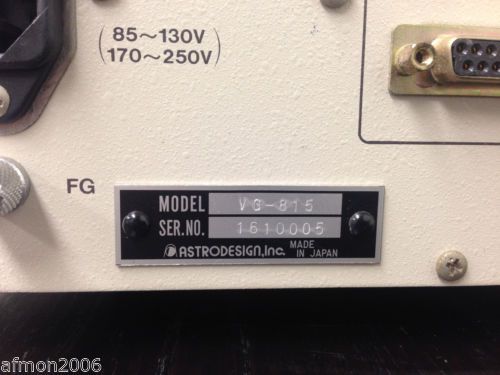 (85~130V
170~250V)
FG
MODEL VG-815
SER.NO. 1610005
ASTRODESIGN,Inc. MADE IN JAPAN
afmon2006